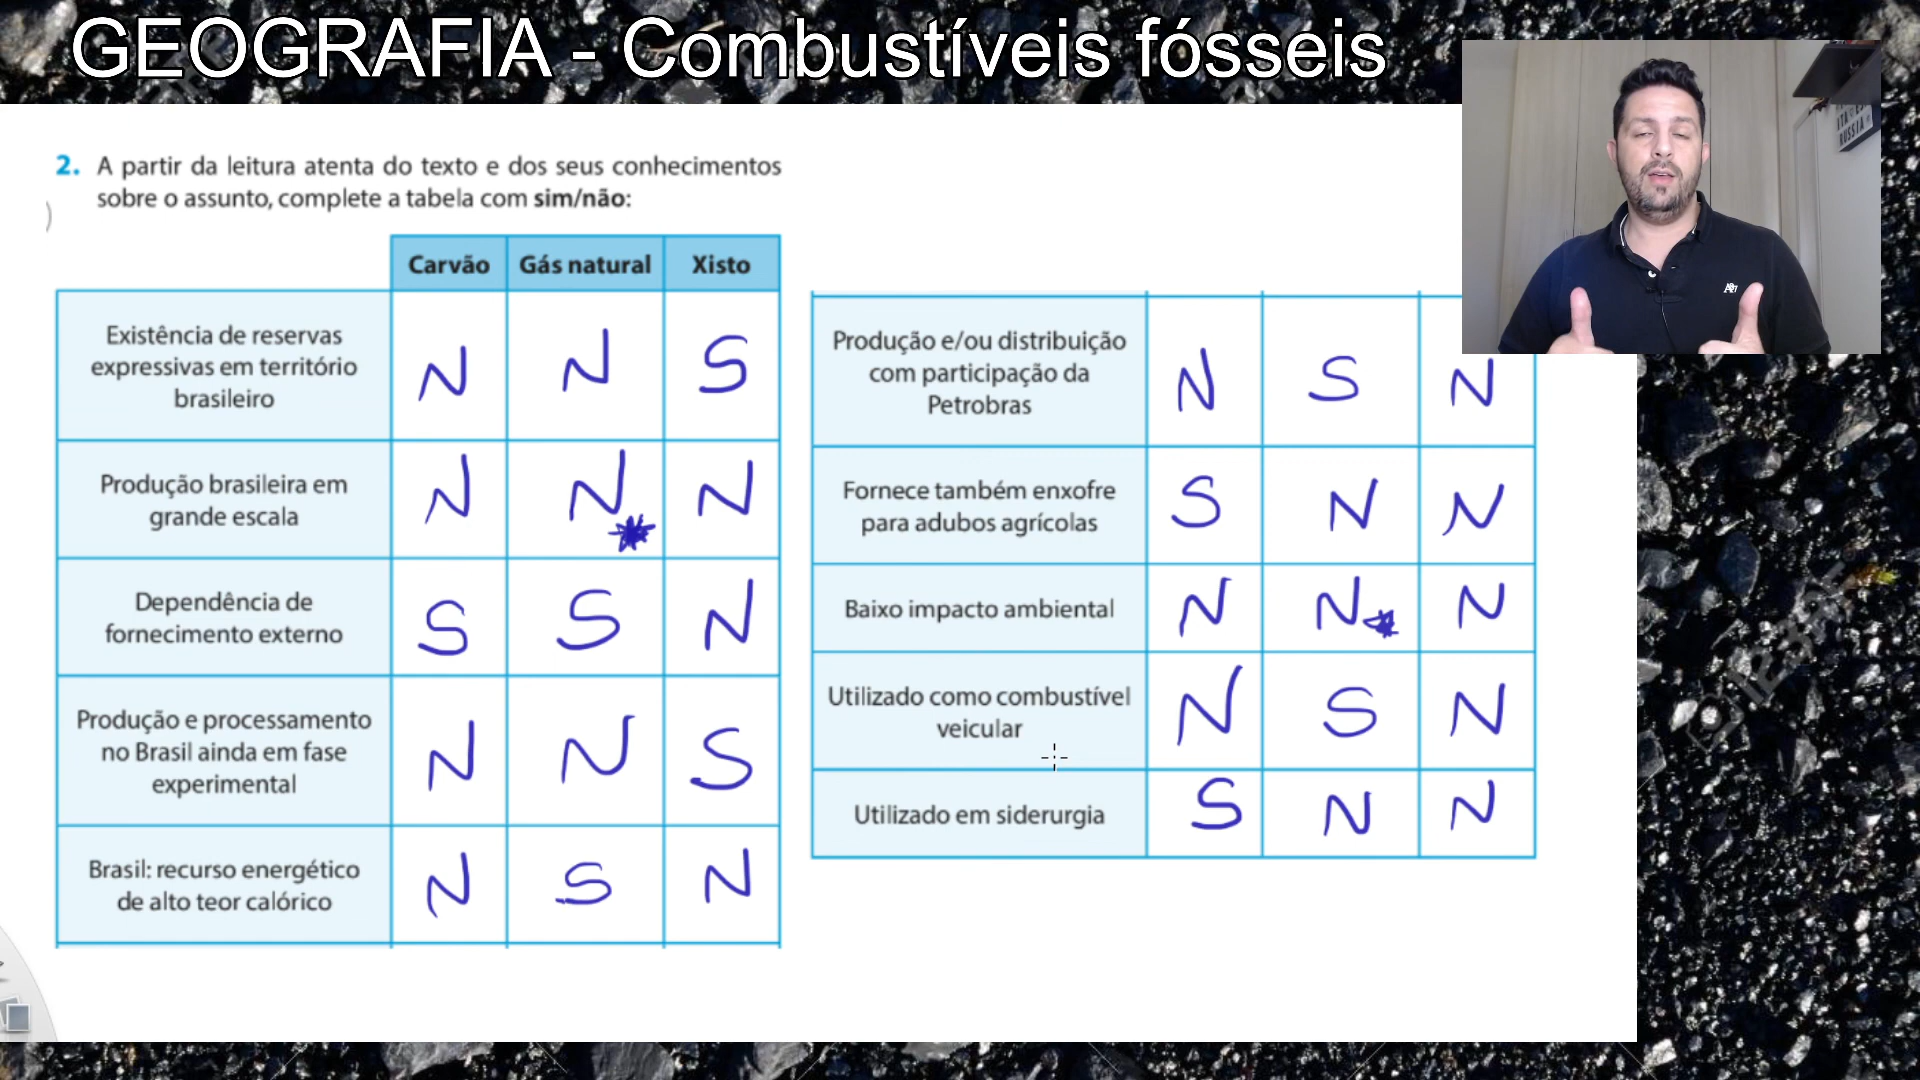 GEOGRAFIA - Combustíveis fósseis
2. A partir da leitura atenta do texto e dos seus conhecimentos
sobre o assunto, complete a tabela com sim/não:
)
Carvão Gás natural Xisto
Existência de reservas
expressivas em território
brasileiro
N N S
Produção brasileira em
grande escala
N N* N
Dependência de
fornecimento externo
S S N
Produção e processamento
no Brasil ainda em fase
experimental
N N S
Brasil: recurso energético
de alto teor calórico
N S N
Produção e/ou distribuição
com participação da
Petrobras
N S N
Fornece também enxofre
para adubos agrícolas
S N N
Baixo impacto ambiental
N N* N
Utilizado como combustível
veicular
N S N
Utilizado em siderurgia
S N N
RUSSIA